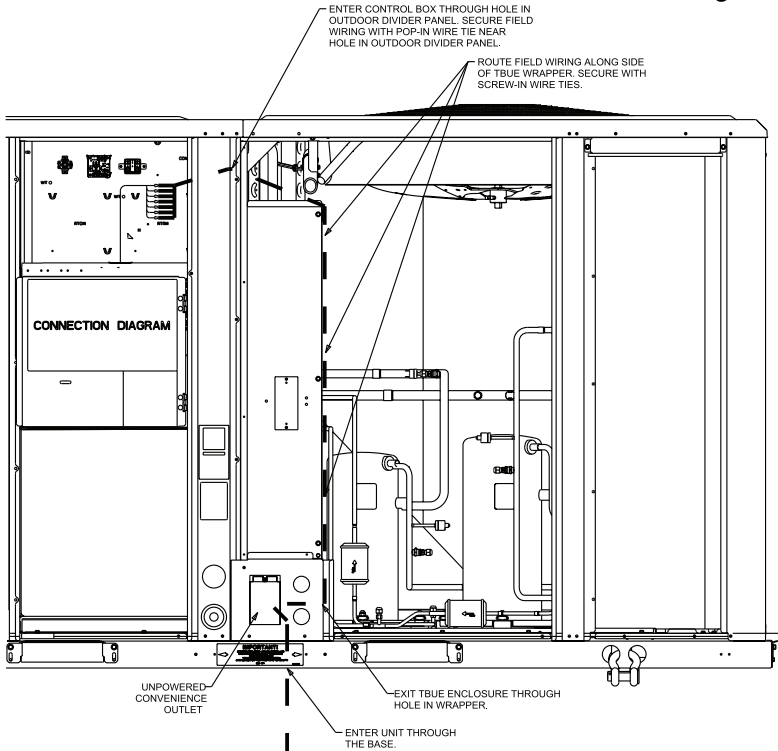 ENTER CONTROL BOX THROUGH HOLE IN
OUTDOOR DIVIDER PANEL. SECURE FIELD
WIRING WITH POP-IN WIRE TIE NEAR
HOLE IN OUTDOOR DIVIDER PANEL.
ROUTE FIELD WIRING ALONG SIDE
OF TBUE WRAPPER. SECURE WITH
SCREW-IN WIRE TIES.
CONNECTION DIAGRAM
IMPORTANT!
UNPOWERED
CONVENIENCE
OUTLET
EXIT TBUE ENCLOSURE THROUGH
HOLE IN WRAPPER.
ENTER UNIT THROUGH
THE BASE.